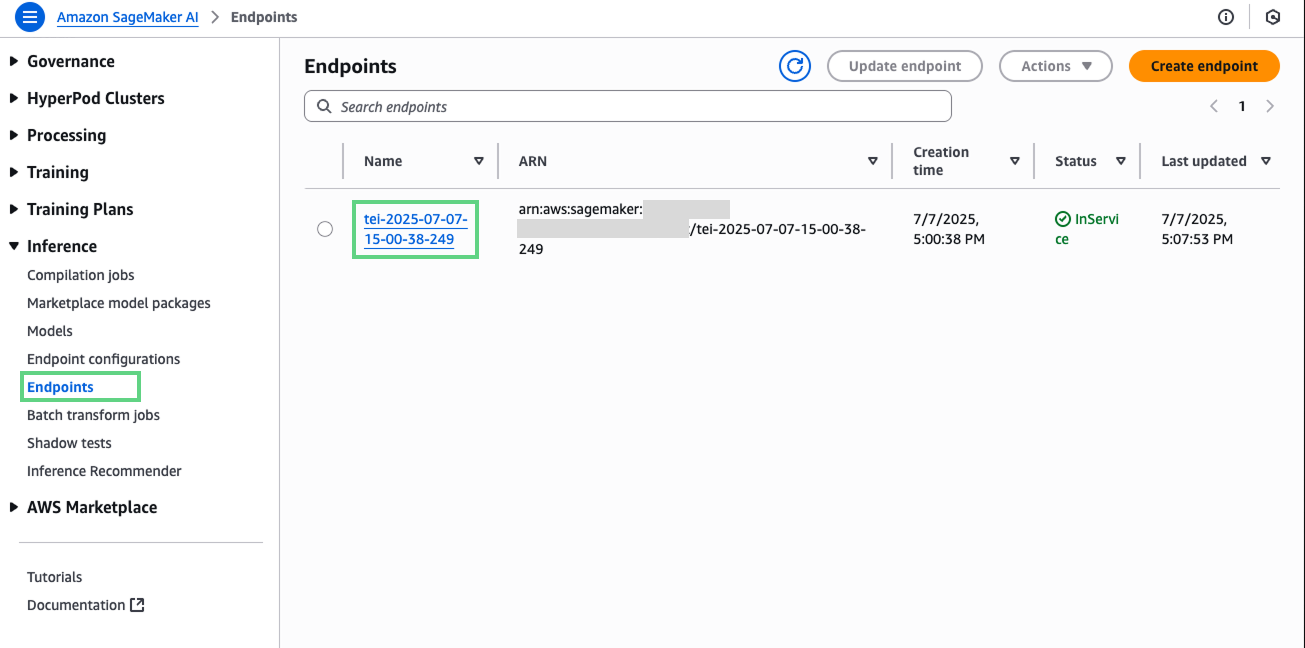 Amazon SageMaker AI > Endpoints
Governance
HyperPod Clusters
Processing
Training
Training Plans
Inference
Compilation jobs
Marketplace model packages
Models
Endpoint configurations
Endpoints
Batch transform jobs
Shadow tests
Inference Recommender
AWS Marketplace
Tutorials
Documentation
Endpoints
Update endpoint
Actions
Create endpoint
Search endpoints
1
Name
ARN
Creation
time
Status
Last updated
tei-2025-07-07-
15-00-38-249
arn:aws:sagemaker:
/tei-2025-07-07-15-00-38-
249
7/7/2025,
5:00:38 PM
InServi
ce
7/7/2025,
5:07:53 PM